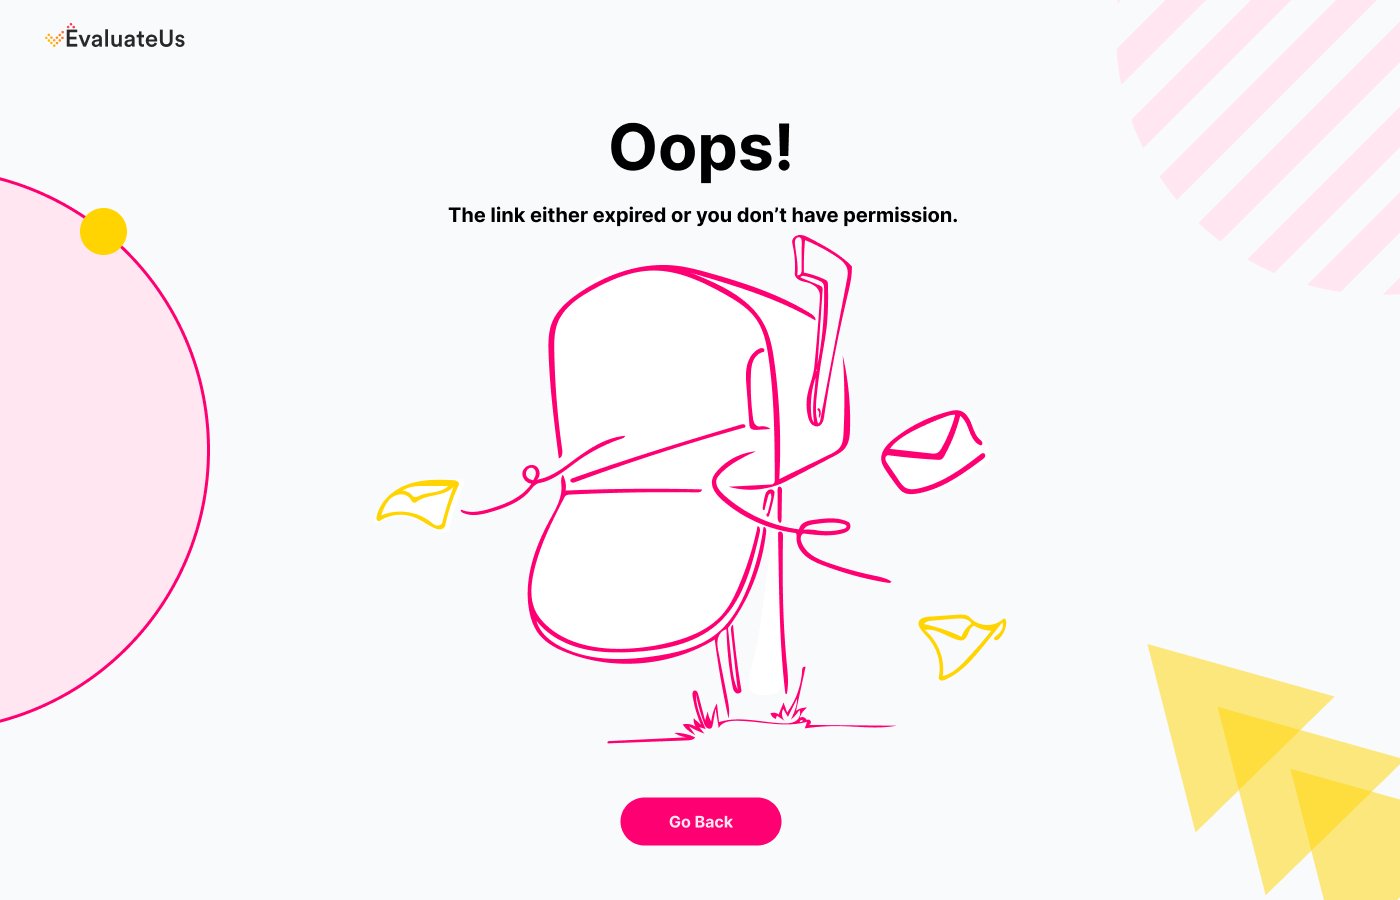 EvaluateUs
Oops!
The link either expired or you don’t have permission.
Go Back